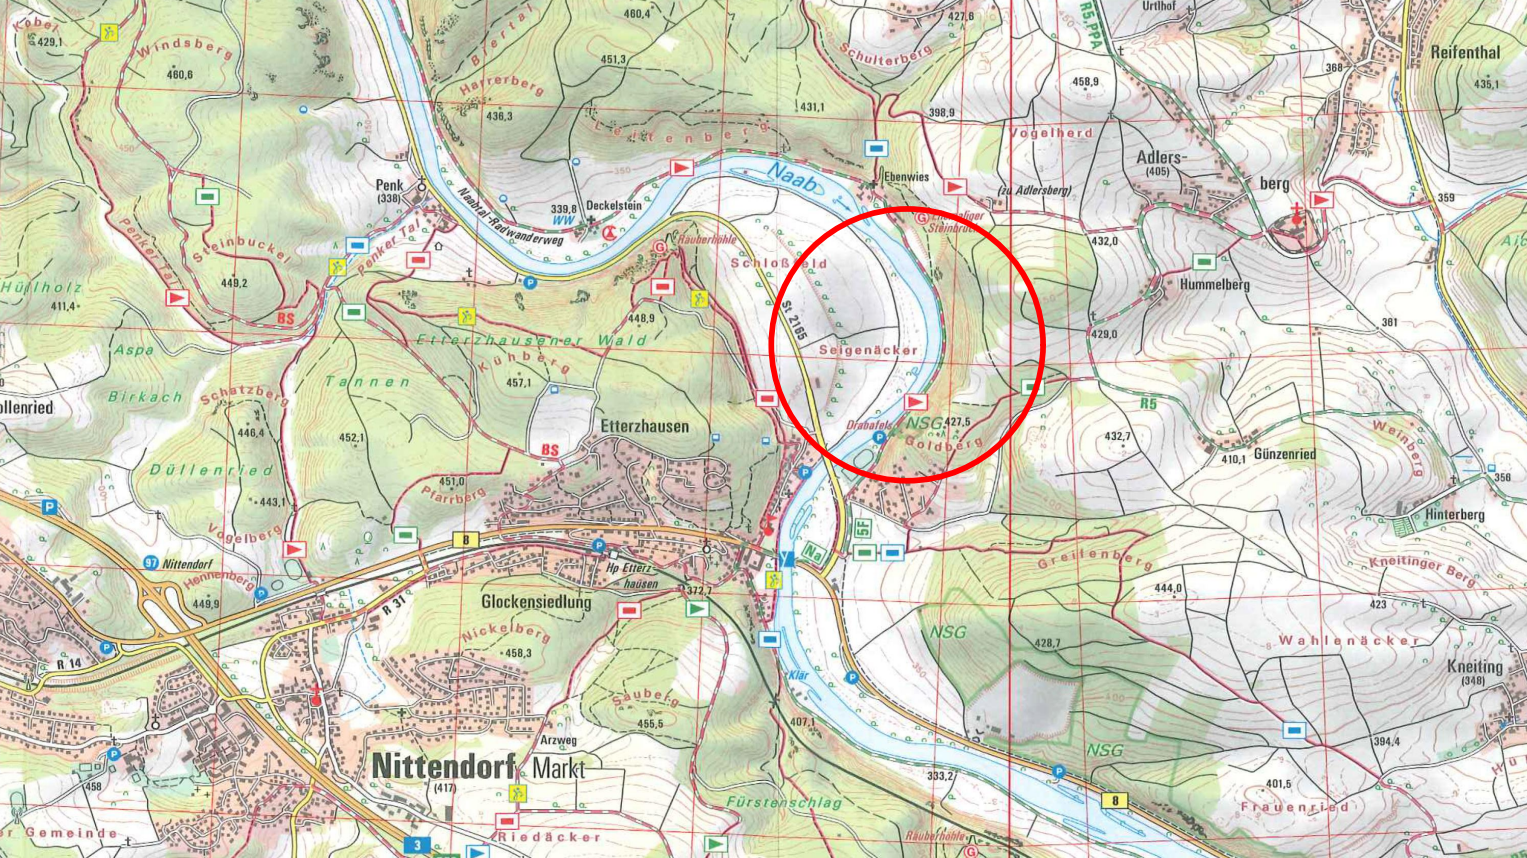 Kobel
429,1
Windsberg
460,6
Biertal
Harrerberg
436,3
460,4
7
451,3
Leitenberg
431,1
Schulterberg
427,6
398,9
Urtlhof
R5,PPA
458,9
Vogelherd
368
Reifenthal
435,1
Adlers-
(405)
berg
359
Penk
(338)
Naabtal-Radwanderweg
339,8
WW
Deckelstein
Naab
Ebenwies
(zu Adlersberg)
G
Ehemaliger
Steinbruch
432,0
Hummelberg
Penker Tal
Penker Tal
Steinbuckel
449,2
Hüllholz
411,4
BS
G
Räuberhöhle
P
Schloßfeld
St 2165
Seigenäcker
448,9
Etterzhausener Wald
Kühberg
457,1
429,0
361
Aspa
Birkach
Schatzberg
Tannen
ollenried
446,4
452,1
Düllenried
443,1
Etterzhausen
BS
451,0
Pfarrberg
Drabafels
P
NSG
427,5
Goldberg
R5
432,7
410,1
Günzenried
Weinberg
356
Hinterberg
P
Vogelberg
97
Nittendorf
Hennenberg
449,9
P
8
P
Hp Etterz-
hausen
P
5F
Na
Greifenberg
444,0
Kneitinger Berg
423
Wahlenäcker
Kneiting
(348)
R 31
R 14
P
Glockensiedlung
372,7
Nickelberg
458,3
Sauberg
455,5
NSG
428,7
Klär
P
407,1
NSG
394,4
P
458
Nittendorf
Markt
(417)
Arzweg
333,2
P
8
401,5
Frauenried
Fürstenschlag
er Gemeinde
3
Riedäcker
Räuberhöhle
G